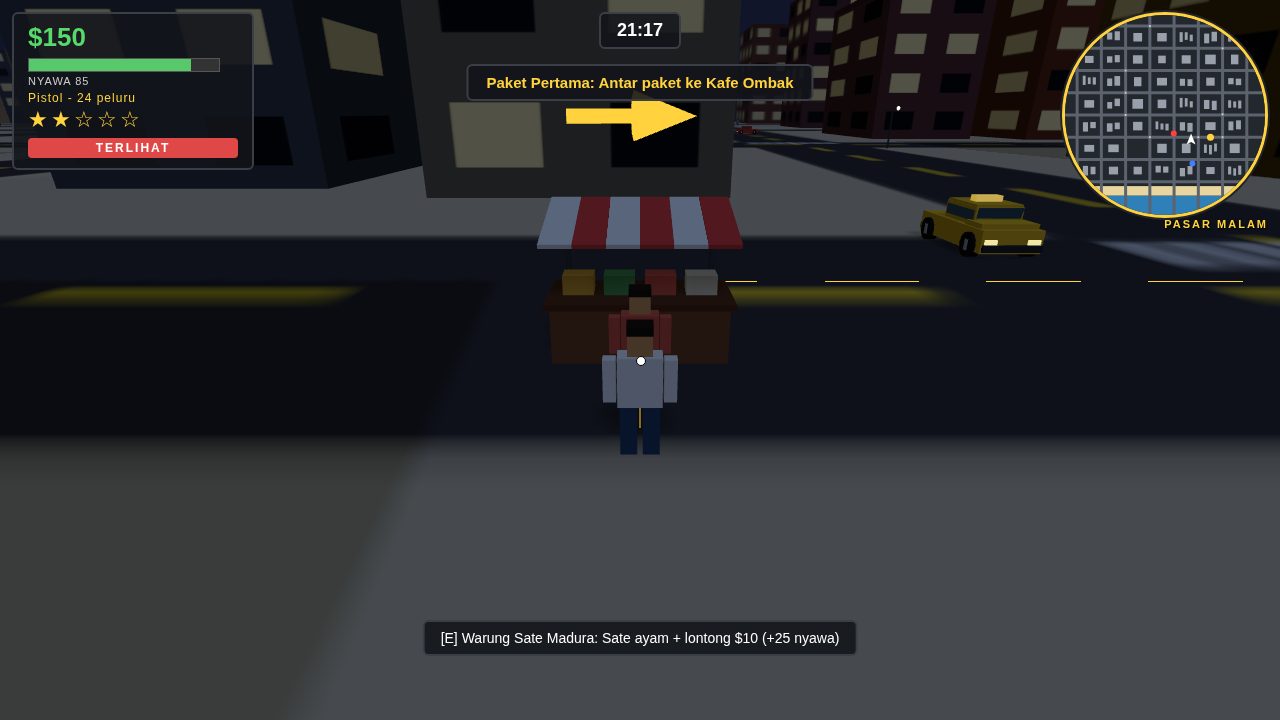 $150
NYAWA 85
Pistol - 24 peluru
★★☆☆☆
TERLIHAT
21:17
Paket Pertama: Antar paket ke Kafe Ombak
PASAR MALAM
[E] Warung Sate Madura: Sate ayam + lontong $10 (+25 nyawa)